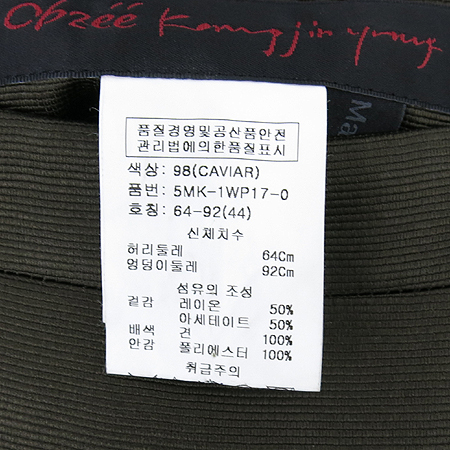 Obzéé Kangjinyoung
Ma
품질경영및공산품안전
관리법에의한품질표시
색상: 98(CAVIAR)
품번: 5MK-1WP17-0
호칭: 64-92(44)
신체치수
허리둘레 64Cm
엉덩이둘레 92Cm
섬유의 조성
겉감 레이온 50%
아세테이트 50%
배색 견 100%
안감 폴리에스터 100%
취급주의